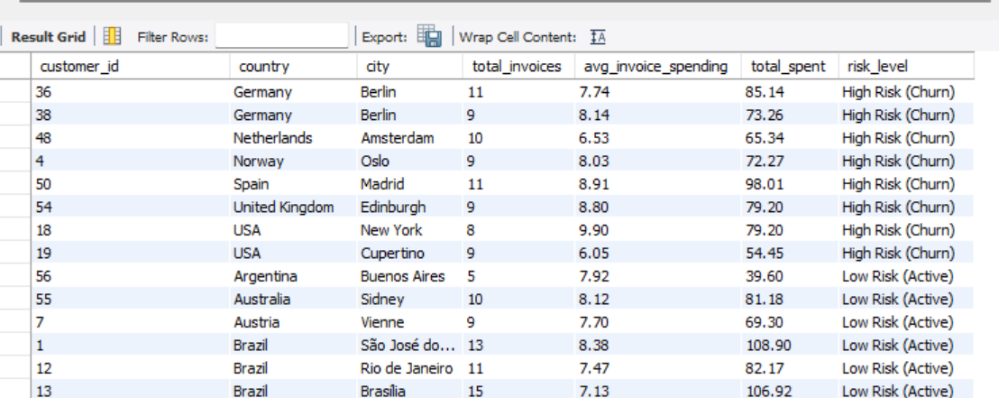 Result Grid Filter Rows: Export: Wrap Cell Content:
customer_id country city total_invoices avg_invoice_spending total_spent risk_level
36 Germany Berlin 11 7.74 85.14 High Risk (Churn)
38 Germany Berlin 9 8.14 73.26 High Risk (Churn)
48 Netherlands Amsterdam 10 6.53 65.34 High Risk (Churn)
4 Norway Oslo 9 8.03 72.27 High Risk (Churn)
50 Spain Madrid 11 8.91 98.01 High Risk (Churn)
54 United Kingdom Edinburgh 9 8.80 79.20 High Risk (Churn)
18 USA New York 8 9.90 79.20 High Risk (Churn)
19 USA Cupertino 9 6.05 54.45 High Risk (Churn)
56 Argentina Buenos Aires 5 7.92 39.60 Low Risk (Active)
55 Australia Sidney 10 8.12 81.18 Low Risk (Active)
7 Austria Vienne 9 7.70 69.30 Low Risk (Active)
1 Brazil São José do... 13 8.38 108.90 Low Risk (Active)
12 Brazil Rio de Janeiro 11 7.47 82.17 Low Risk (Active)
13 Brazil Brasília 15 7.13 106.92 Low Risk (Active)